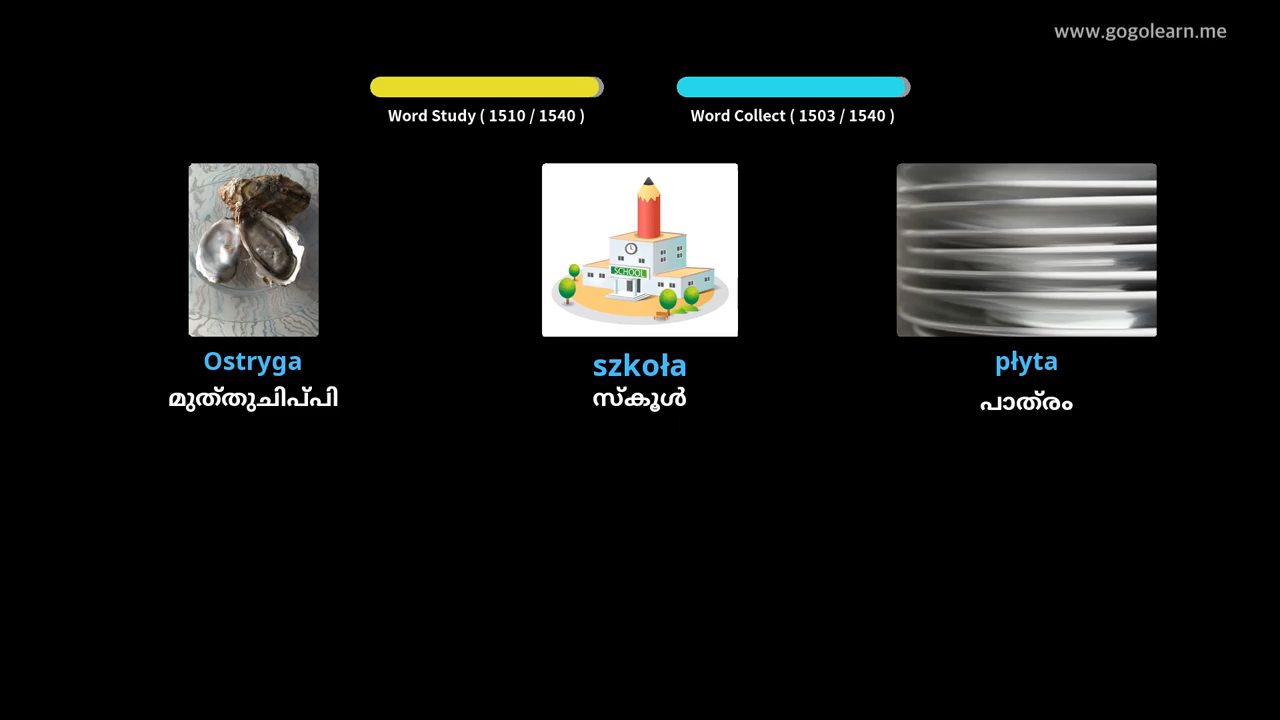 www.gogolearn.me
Word Study ( 1510 / 1540 )
Word Collect ( 1503 / 1540 )
SCHOOL
Ostryga
szkoła
płyta
മുത്തുചിപ്പി
സ്കൂൾ
പാത്രം